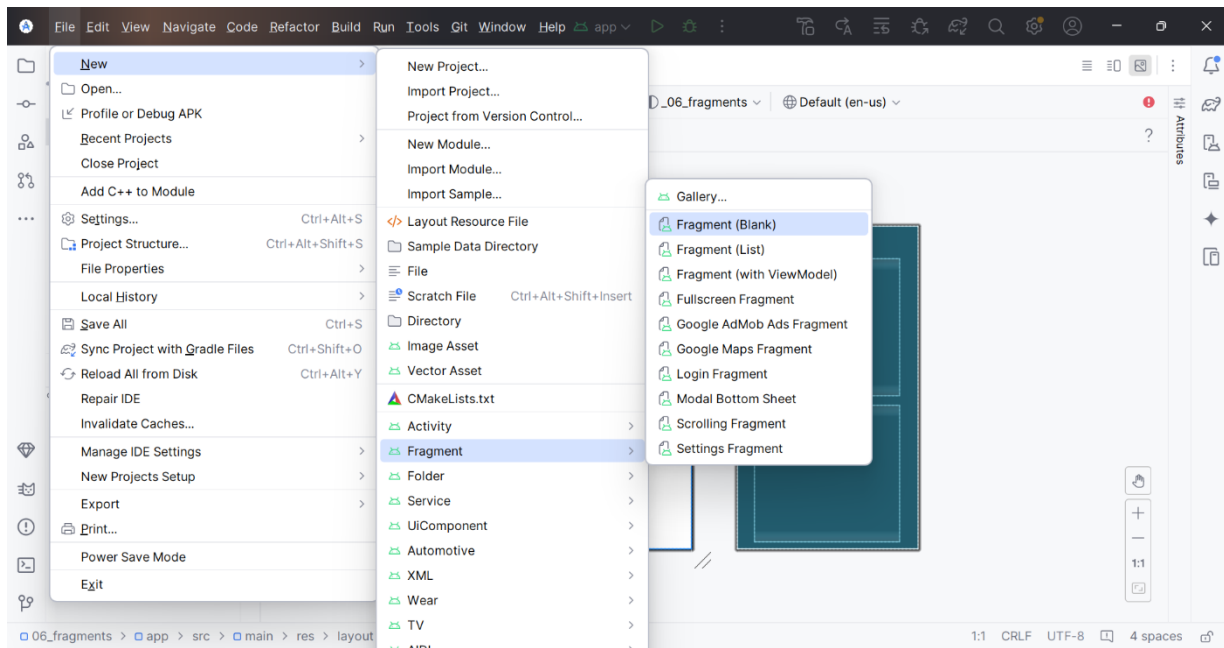 File Edit View Navigate Code Refactor Build Run Tools Git Window Help app
New
Open...
Profile or Debug APK
Recent Projects
Close Project
Add C++ to Module
Settings... Ctrl+Alt+S
Project Structure... Ctrl+Alt+Shift+S
File Properties
Local History
Save All Ctrl+S
Sync Project with Gradle Files Ctrl+Shift+O
Reload All from Disk Ctrl+Alt+Y
Repair IDE
Invalidate Caches...
Manage IDE Settings
New Projects Setup
Export
Print...
Power Save Mode
Exit
New Project...
Import Project...
Project from Version Control...
New Module...
Import Module...
Import Sample...
Layout Resource File
Sample Data Directory
File
Scratch File Ctrl+Alt+Shift+Insert
Directory
Image Asset
Vector Asset
CMakeLists.txt
Activity
Fragment
Folder
Service
UiComponent
Automotive
XML
Wear
TV
Gallery...
Fragment (Blank)
Fragment (List)
Fragment (with ViewModel)
Fullscreen Fragment
Google AdMob Ads Fragment
Google Maps Fragment
Login Fragment
Modal Bottom Sheet
Scrolling Fragment
Settings Fragment
_06_fragments Default (en-us)
?
Attributes
1:1
06_fragments > app > src > main > res > layout
1:1 CRLF UTF-8 4 spaces